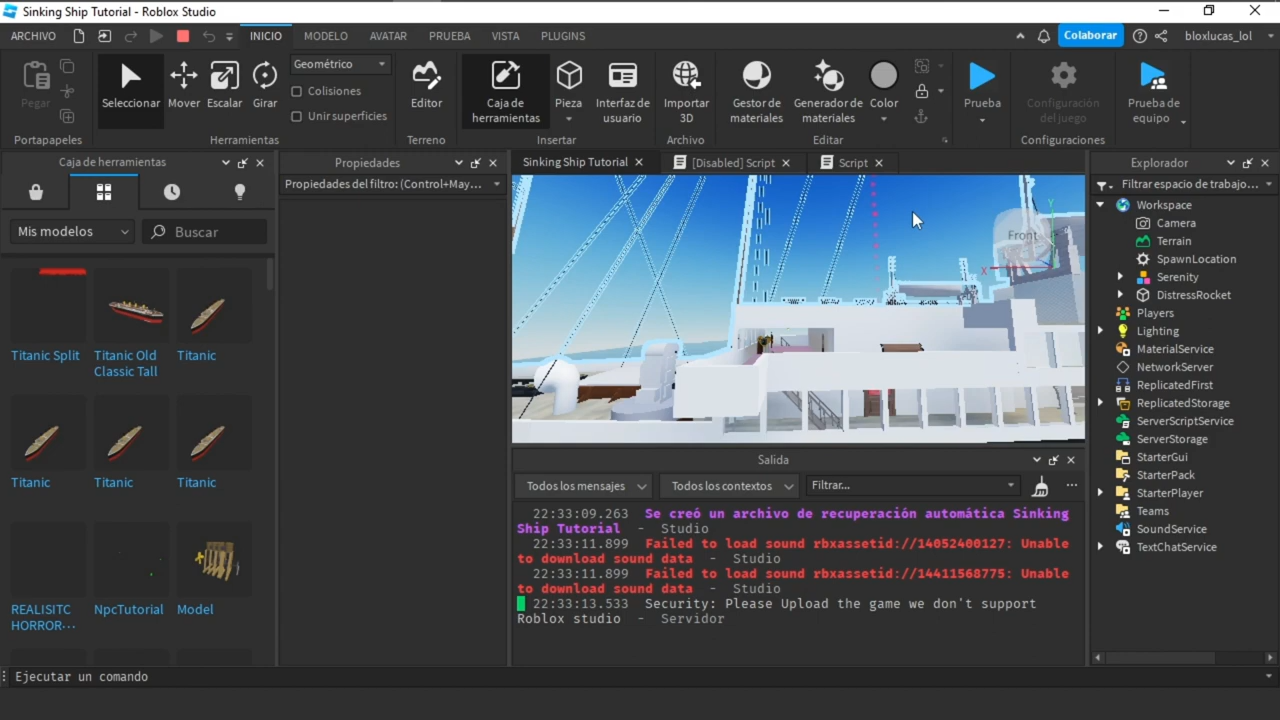 Sinking Ship Tutorial - Roblox Studio
ARCHIVO INICIO MODELO AVATAR PRUEBA VISTA PLUGINS Colaborar bloxlucas_lol
Pegar
Portapapeles
Seleccionar Mover Escalar Girar
Geométrico
Colisiones
Unir superficies
Herramientas
Editor
Terreno
Caja de herramientas
Pieza
Interfaz de usuario
Insertar
Importar 3D
Archivo
Gestor de materiales
Generador de materiales
Color
Editar
Prueba
Configuración del juego
Configuraciones
Prueba de equipo
Caja de herramientas
Mis modelos
Buscar
Titanic Split
Titanic Old Classic Tall
Titanic
Titanic
Titanic
Titanic
REALISITC HORROR···
NpcTutorial
Model
Propiedades
Propiedades del filtro: (Control+May...
Sinking Ship Tutorial
[Disabled] Script
Script
Front
Y
X
Salida
Todos los mensajes
Todos los contextos
Filtrar...
22:33:09.263 Se creó un archivo de recuperación automática Sinking
Ship Tutorial - Studio
22:33:11.899 Failed to load sound rbxassetid://14052400127: Unable
to download sound data - Studio
22:33:11.899 Failed to load sound rbxassetid://14411568775: Unable
to download sound data - Studio
22:33:13.533 Security: Please Upload the game we don't support
Roblox studio - Servidor
Explorador
Filtrar espacio de trabajo...
Workspace
Camera
Terrain
SpawnLocation
Serenity
DistressRocket
Players
Lighting
MaterialService
NetworkServer
ReplicatedFirst
ReplicatedStorage
ServerScriptService
ServerStorage
StarterGui
StarterPack
StarterPlayer
Teams
SoundService
TextChatService
Ejecutar un comando